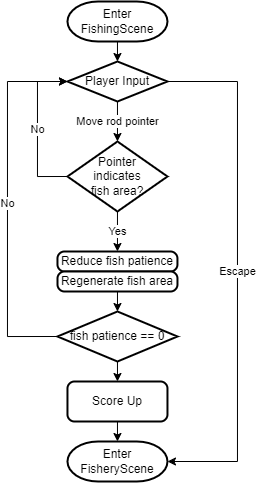 Enter
FishingScene
Player Input
Move rod pointer
No
Pointer
indicates
fish area?
No
Yes
Reduce fish patience
Regenerate fish area
Escape
fish patience == 0
Score Up
Enter
FisheryScene